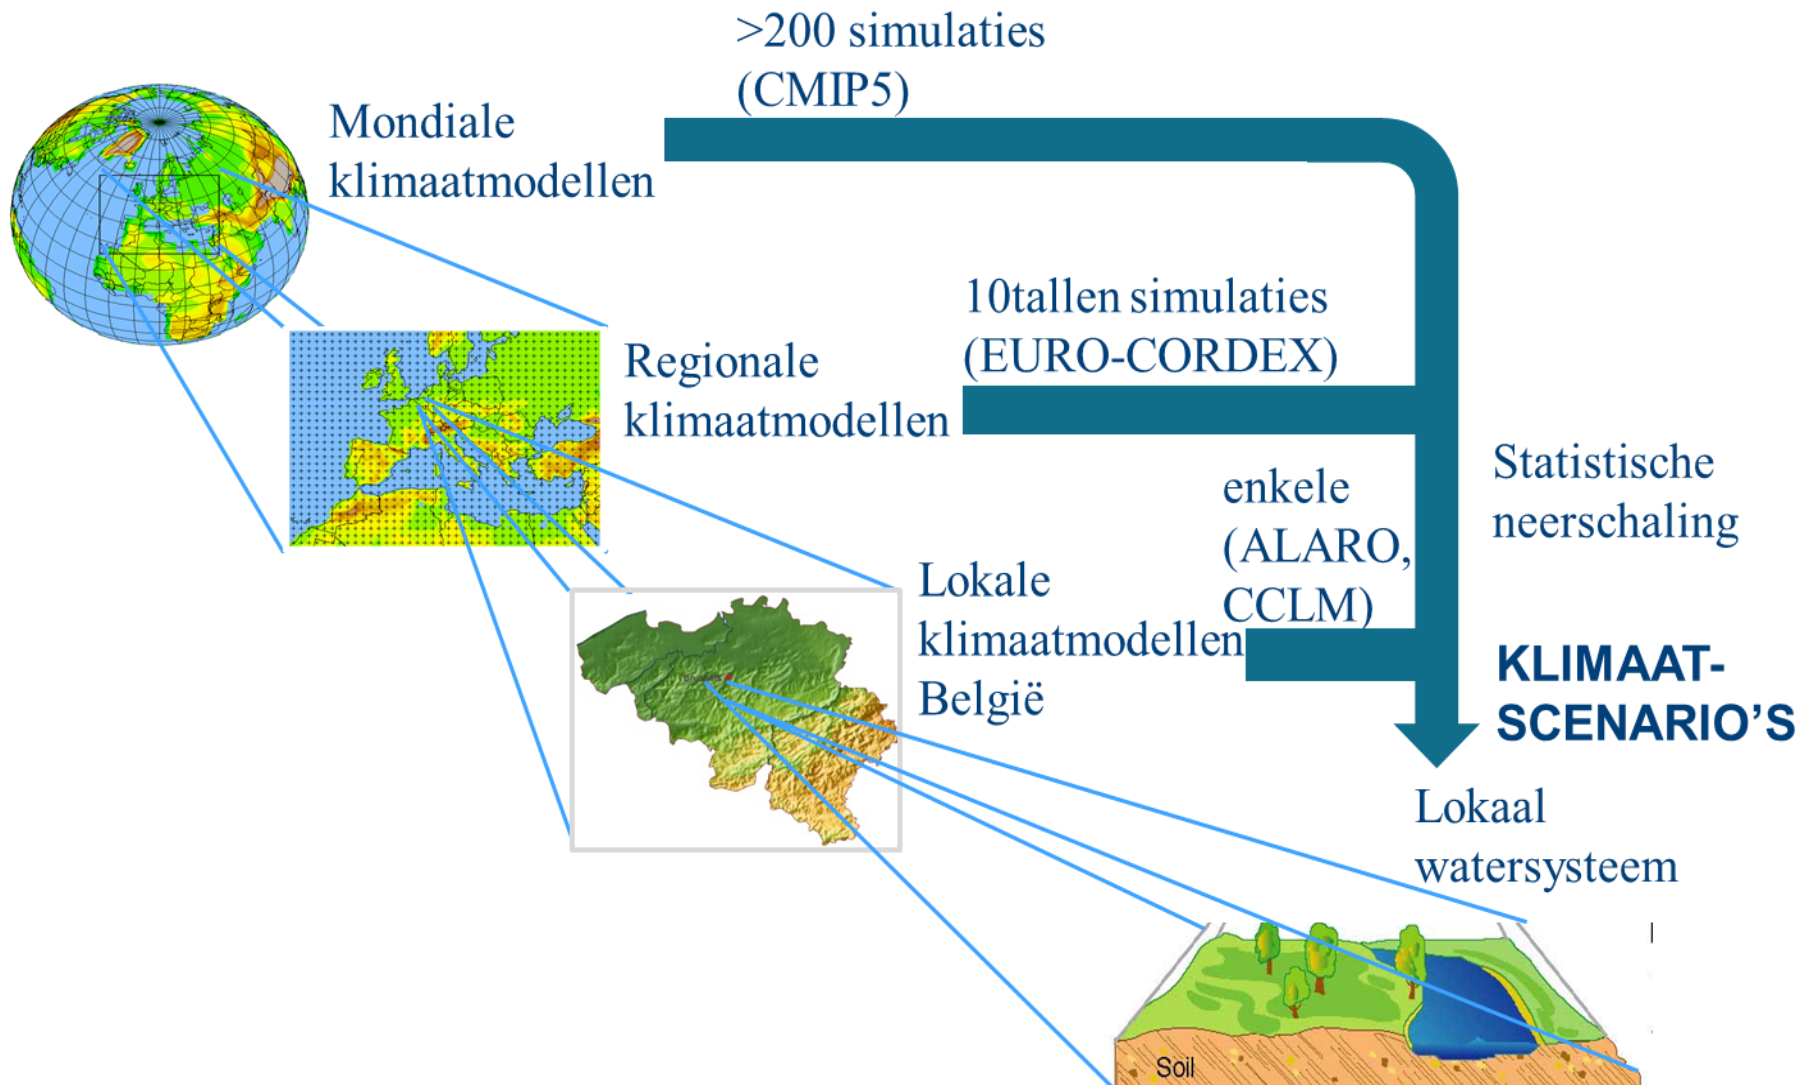 >200 simulaties
(CMIP5)
Mondiale
klimaatmodellen
10tallen simulaties
(EURO-CORDEX)
Regionale
klimaatmodellen
Statistische
neerschaling
enkele
(ALARO,
CCLM)
Lokale
klimaatmodellen
België
KLIMAAT-
SCENARIO’S
Lokaal
watersysteem
Soil